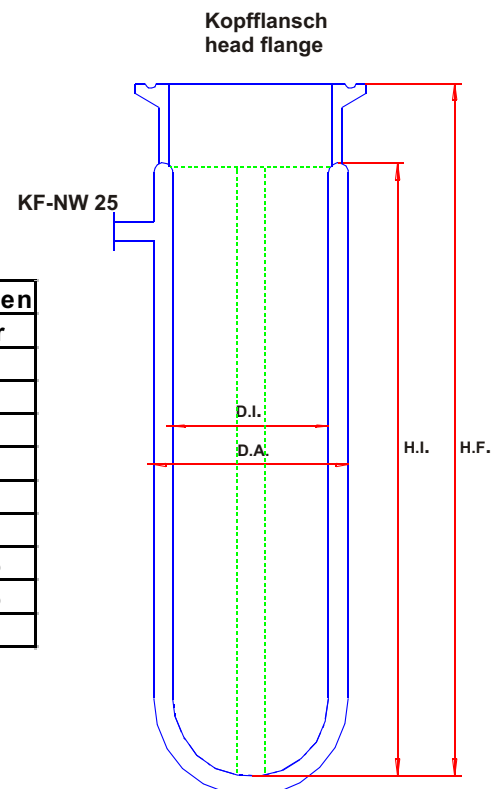 Kopfflansch
head flange
KF-NW 25
en
r
D.I.
D.A.
H.I.
H.F.